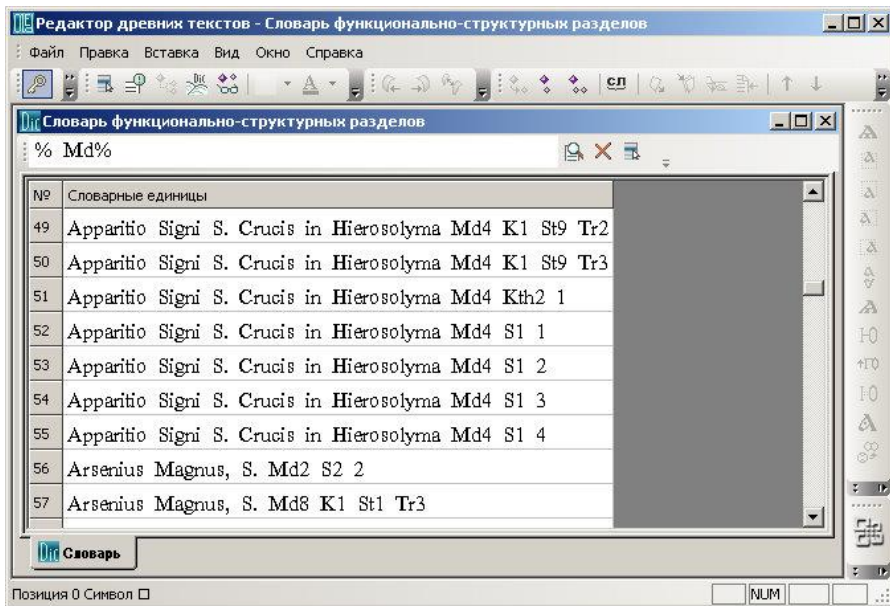 Редактор древних текстов - Словарь функционально-структурных разделов
Файл Правка Вставка Вид Окно Справка
сл
Dic Словарь функционально-структурных разделов
% Md%
№ Словарные единицы
49 Apparitio Signi S. Crucis in Hierosolyma Md4 K1 St9 Tr2
50 Apparitio Signi S. Crucis in Hierosolyma Md4 K1 St9 Tr3
51 Apparitio Signi S. Crucis in Hierosolyma Md4 Kth2 1
52 Apparitio Signi S. Crucis in Hierosolyma Md4 S1 1
53 Apparitio Signi S. Crucis in Hierosolyma Md4 S1 2
54 Apparitio Signi S. Crucis in Hierosolyma Md4 S1 3
55 Apparitio Signi S. Crucis in Hierosolyma Md4 S1 4
56 Arsenius Magnus, S. Md2 S2 2
57 Arsenius Magnus, S. Md8 K1 St1 Tr3
Dic Словарь
Позиция 0 Символ □ NUM